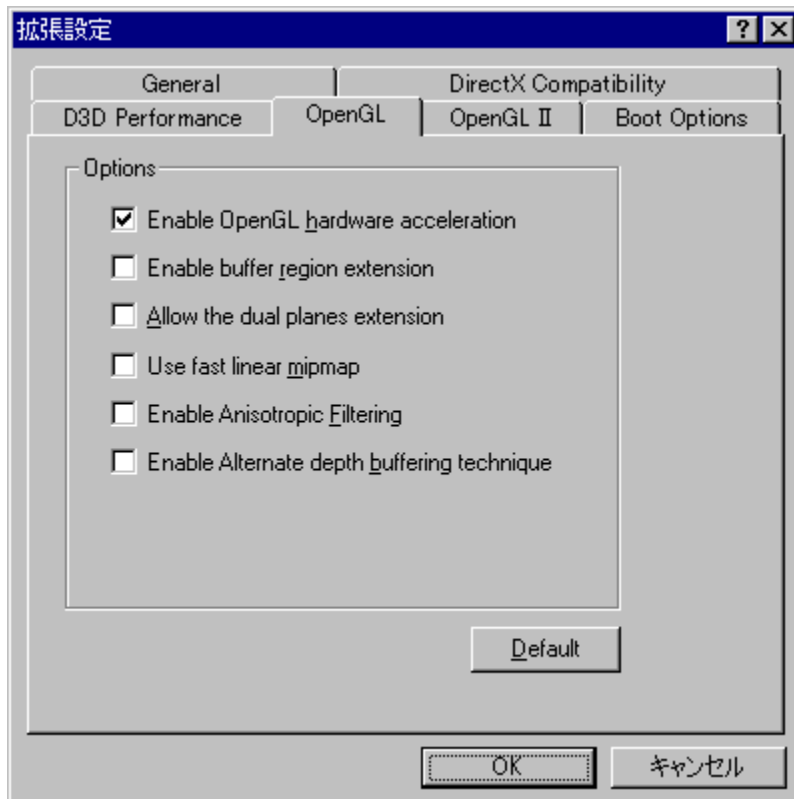 拡張設定
General DirectX Compatibility
D3D Performance OpenGL OpenGL II Boot Options
Options
Enable OpenGL hardware acceleration
Enable buffer region extension
Allow the dual planes extension
Use fast linear mipmap
Enable Anisotropic Filtering
Enable Alternate depth buffering technique
Default
OK キャンセル